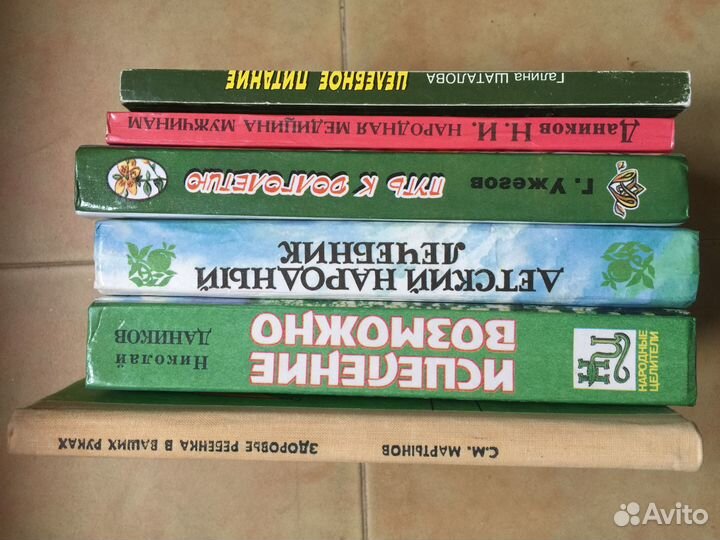 Галина ШАТАЛОВА ЦЕЛЕБНОЕ ПИТАНИЕ
Даников Н. И. НАРОДНАЯ МЕДИЦИНА МУЖЧИНАМ
Г. Ужегов ПУТЬ К ДОЛГОЛЕТИЮ
ДЕТСКИЙ НАРОДНЫЙ
ЛЕЧЕБНИК
НАРОДНЫЕ
ЦЕЛИТЕЛИ
ИСЦЕЛЕНИЕ
ВОЗМОЖНО
Николай
ДАНИКОВ
С.М. МАРТЫНОВ ЗДОРОВЬЕ РЕБЕНКА В ВАШИХ РУКАХ
Avito